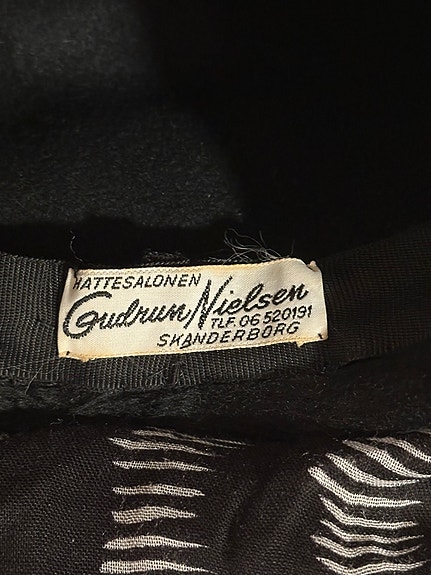 HATTESALONEN
Gudrun Nielsen
TLF. 06 520191
SKANDERBORG